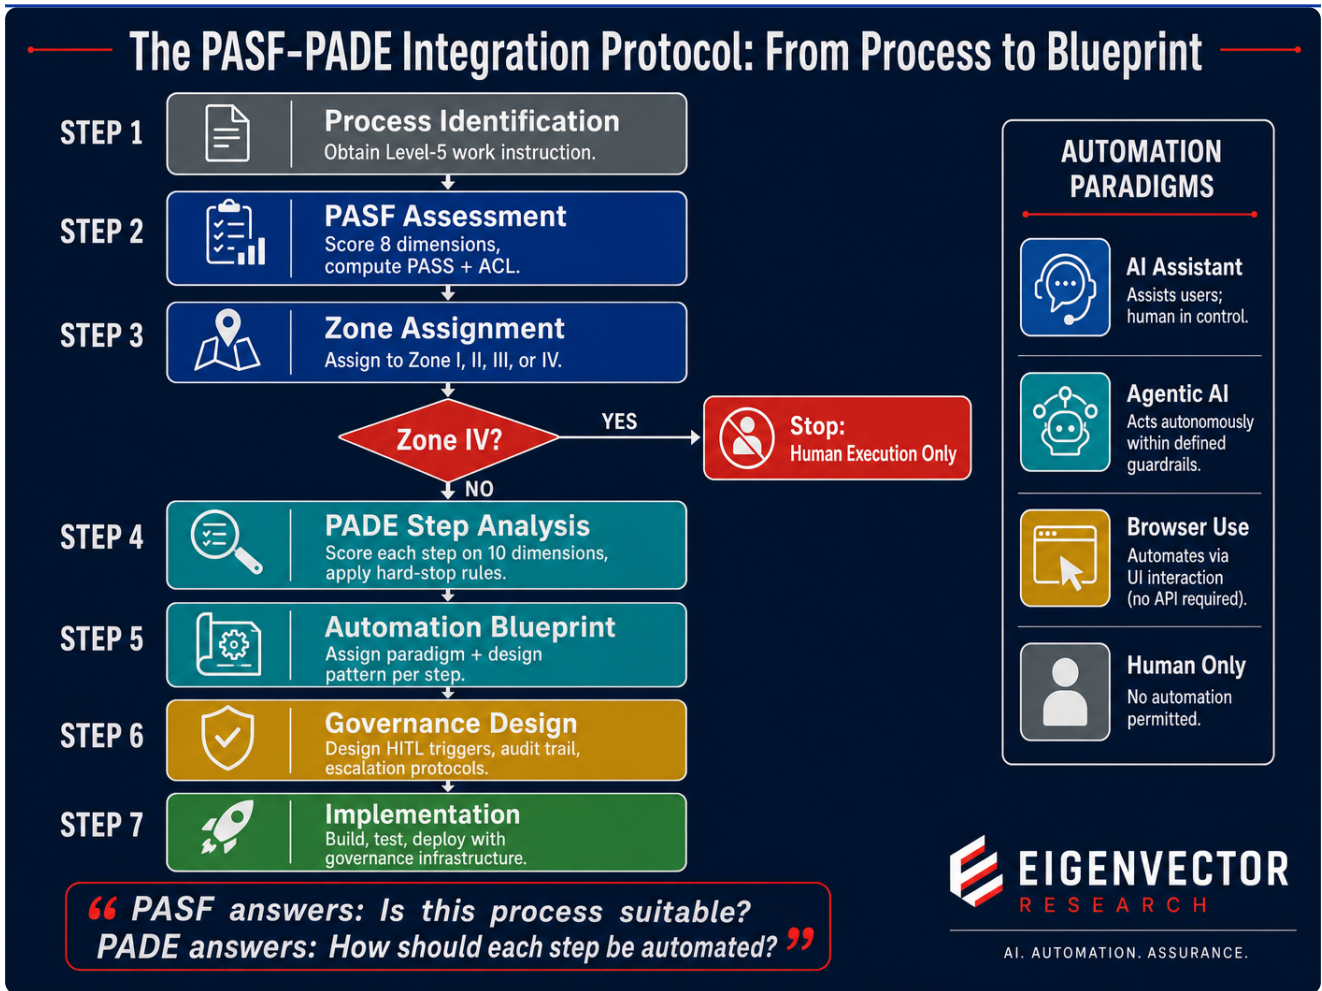 The PASF-PADE Integration Protocol: From Process to Blueprint
STEP 1
Process Identification
Obtain Level-5 work instruction.
STEP 2
PASF Assessment
Score 8 dimensions,
compute PASS + ACL.
STEP 3
Zone Assignment
Assign to Zone I, II, III, or IV.
Zone IV?
YES
Stop:
Human Execution Only
NO
STEP 4
PADE Step Analysis
Score each step on 10 dimensions,
apply hard-stop rules.
STEP 5
Automation Blueprint
Assign paradigm + design
pattern per step.
STEP 6
Governance Design
Design HITL triggers, audit trail,
escalation protocols.
STEP 7
Implementation
Build, test, deploy with
governance infrastructure.
“ PASF answers: Is this process suitable?
PADE answers: How should each step be automated? ”
AUTOMATION
PARADIGMS
AI Assistant
Assists users;
human in control.
Agentic AI
Acts autonomously
within defined
guardrails.
Browser Use
Automates via
UI interaction
(no API required).
Human Only
No automation
permitted.
EIGENVECTOR
RESEARCH
AI. AUTOMATION. ASSURANCE.